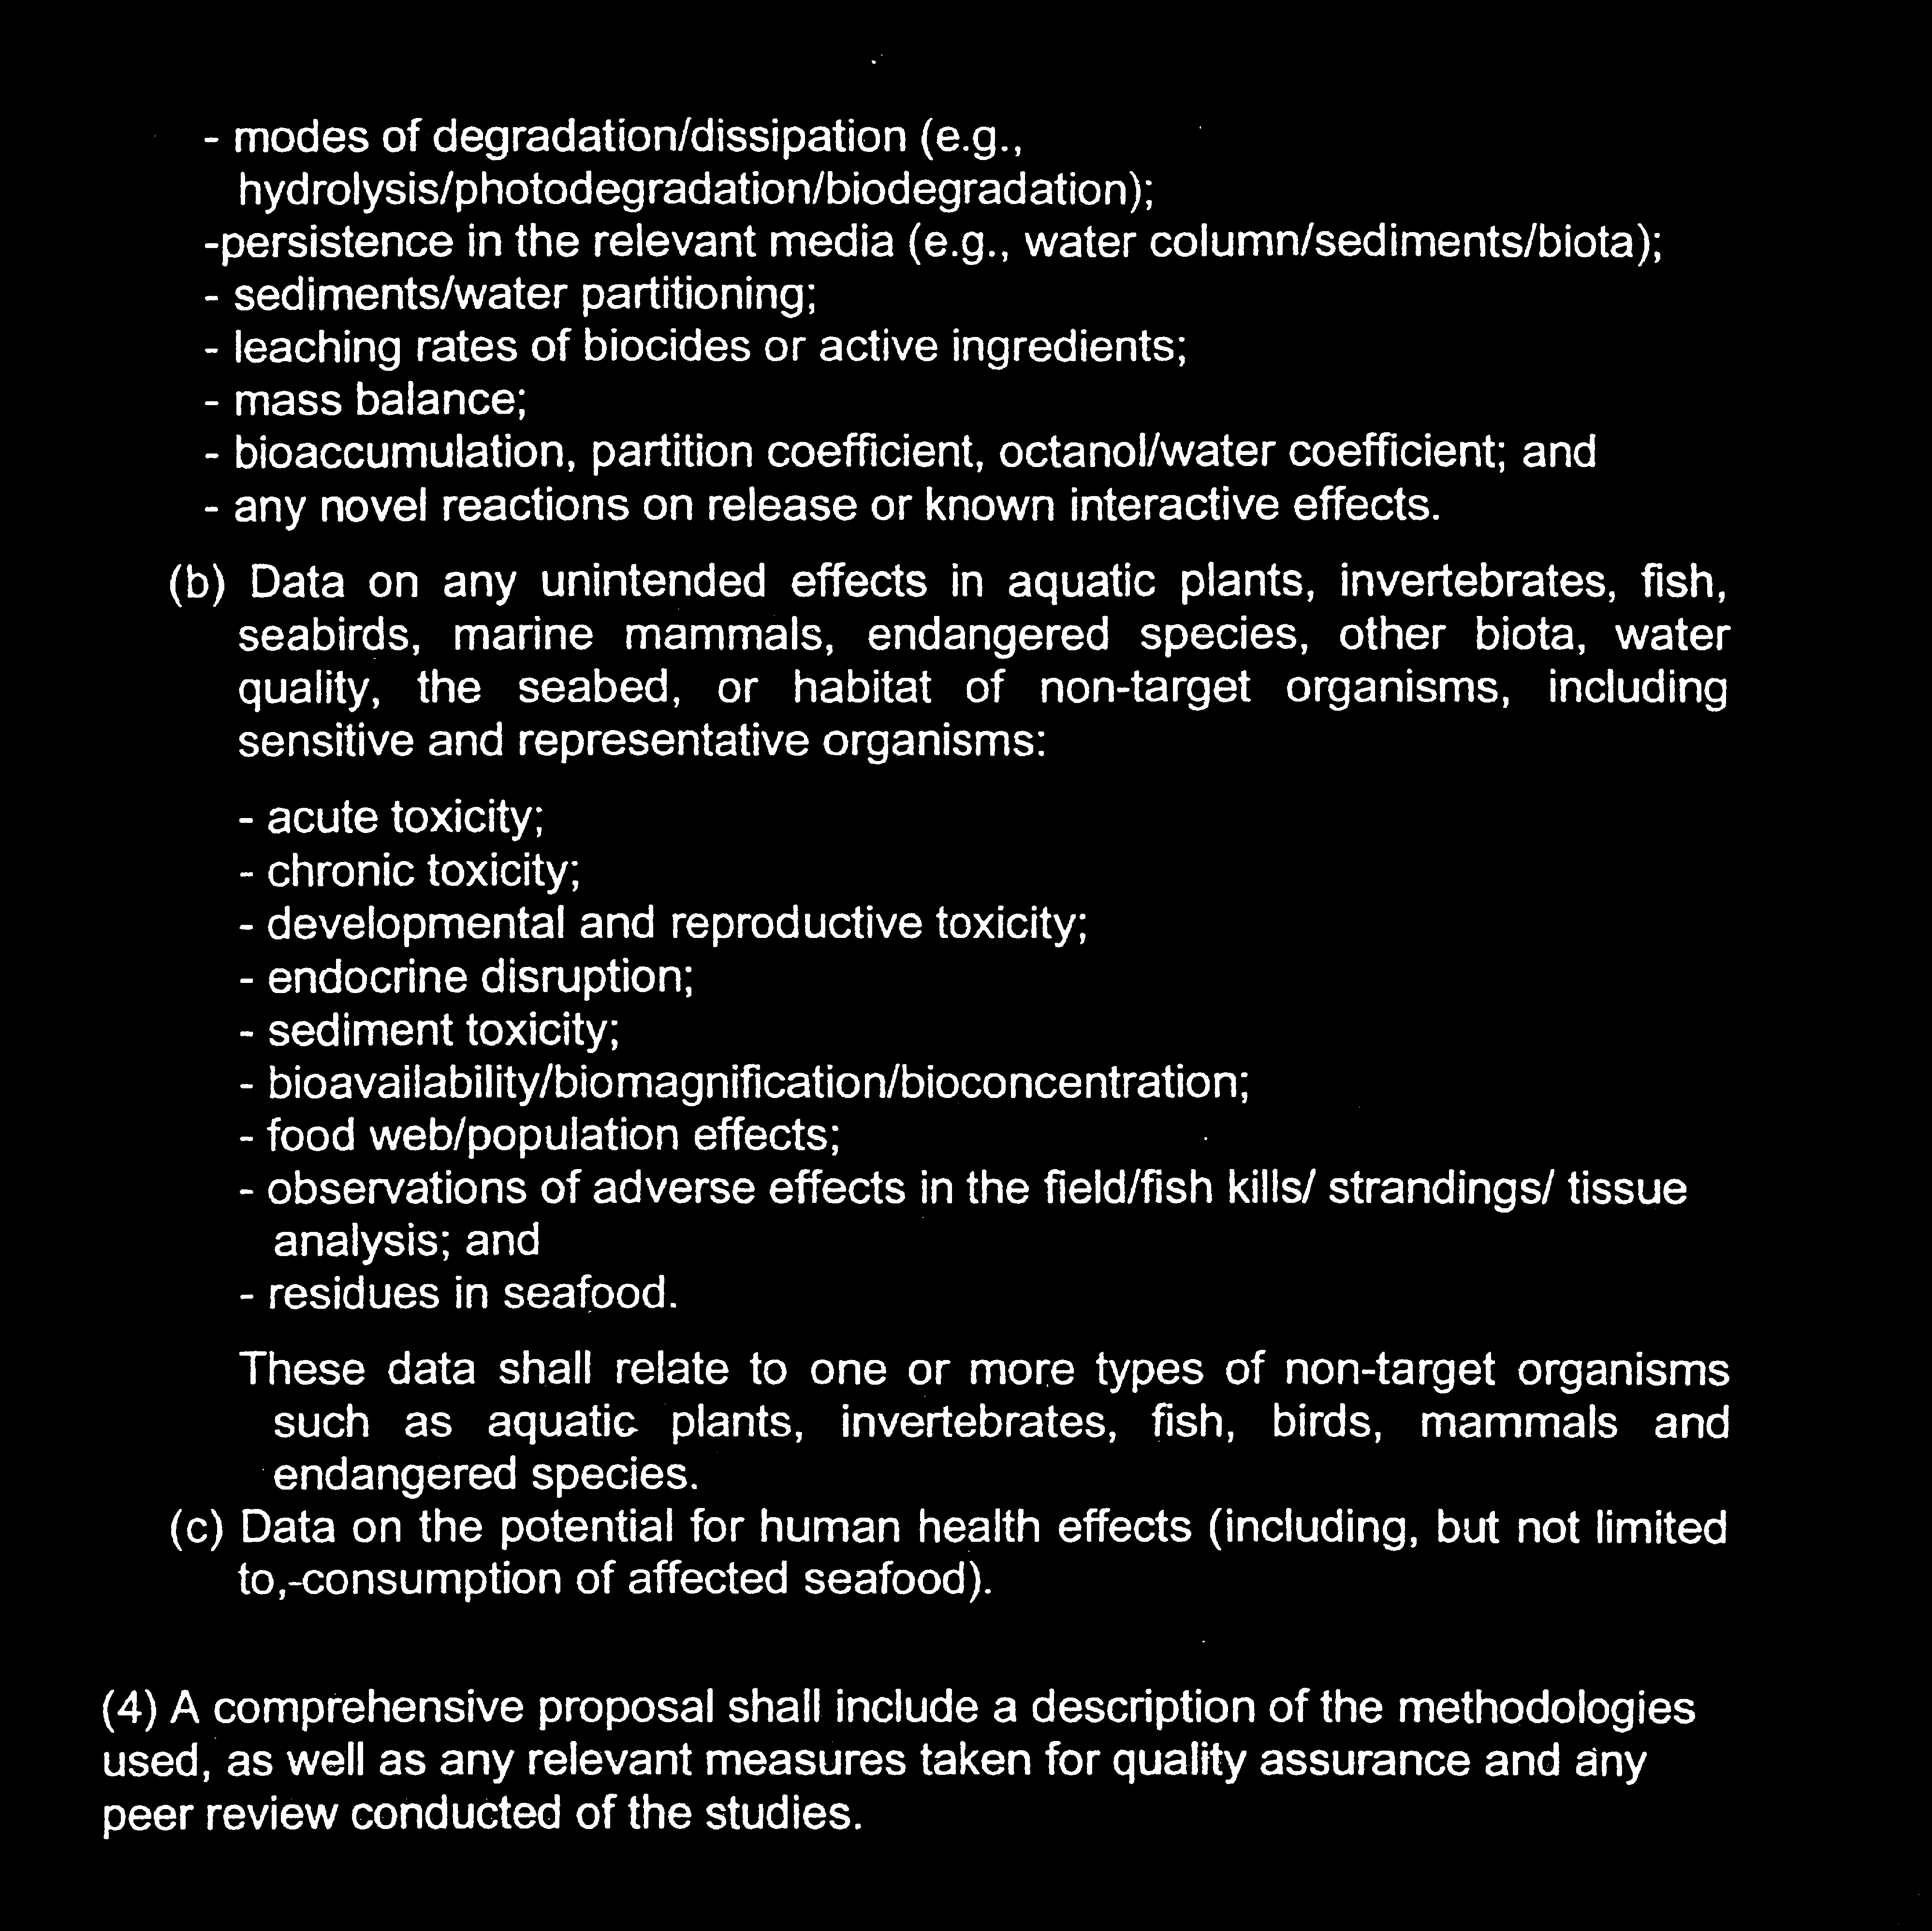 - modes of degradation/dissipation (e.g.,
hydrolysis/photodegradation/biodegradation);
-persistence in the relevant media (e.g., water column/sediments/biota);
- sediments/water partitioning;
- leaching rates of biocides or active ingredients;
- mass balance;
- bioaccumulation, partition coefficient, octanol/water coefficient; and
- any novel reactions on release or known interactive effects.
(b) Data on any unintended effects in aquatic plants, invertebrates, fish,
seabirds, marine mammals, endangered species, other biota, water
quality, the seabed, or habitat of non-target organisms, including
sensitive and representative organisms:
- acute toxicity;
- chronic toxicity;
- developmental and reproductive toxicity;
- endocrine disruption;
- sediment toxicity;
- bioavailability/biomagnification/bioconcentration;
- food web/population effects;
- observations of adverse effects in the field/fish kills/ strandings/ tissue
analysis; and
- residues in seafood.
These data shall relate to one or more types of non-target organisms
such as aquatic plants, invertebrates, fish, birds, mammals and
endangered species.
(c) Data on the potential for human health effects (including, but not limited
to,-consumption of affected seafood).
(4) A comprehensive proposal shall include a description of the methodologies
used, as well as any relevant measures taken for quality assurance and any
peer review conducted of the studies.